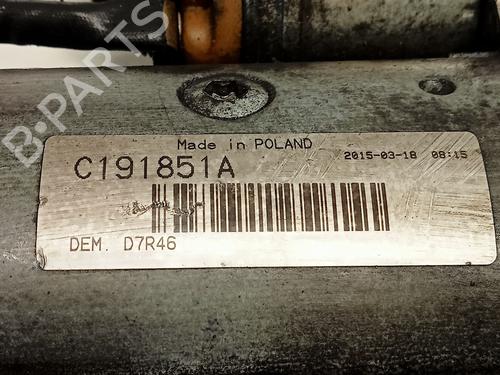 B-PARTS
Made in POLAND
C191851A
2015-03-18 08:15
DEM. D7R46